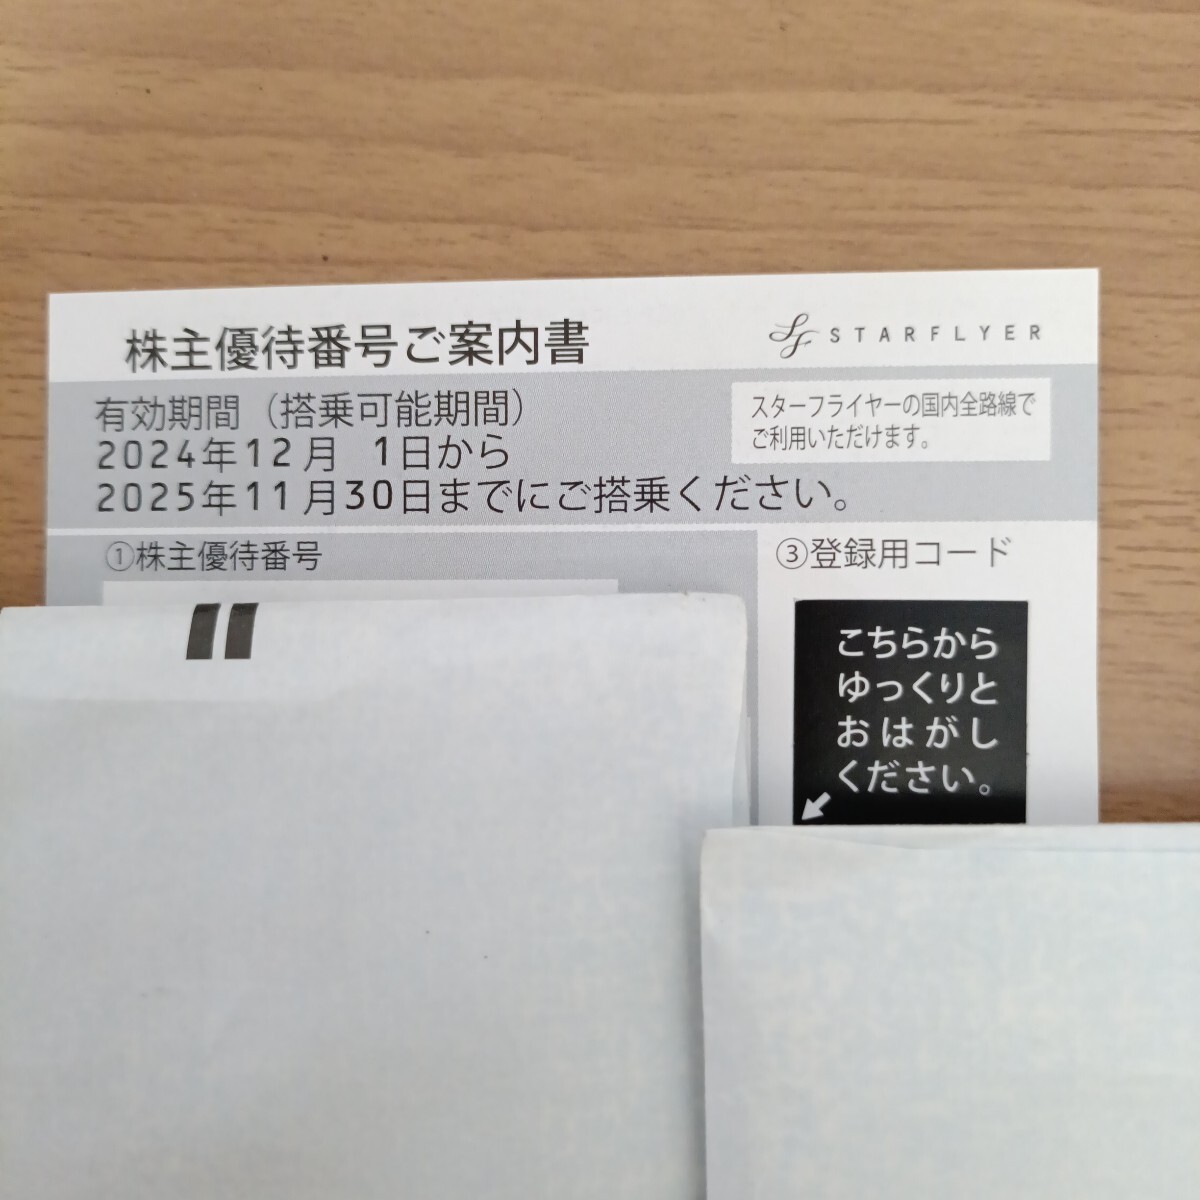 株主優待番号ご案内書
STARFLYER
有効期間（搭乗可能期間）
2024年12月 1日から
2025年11月30日までにご搭乗ください。
スターフライヤーの国内全路線で
ご利用いただけます。
①株主優待番号
③登録用コード
こちらから
ゆっくりと
おはがし
ください。